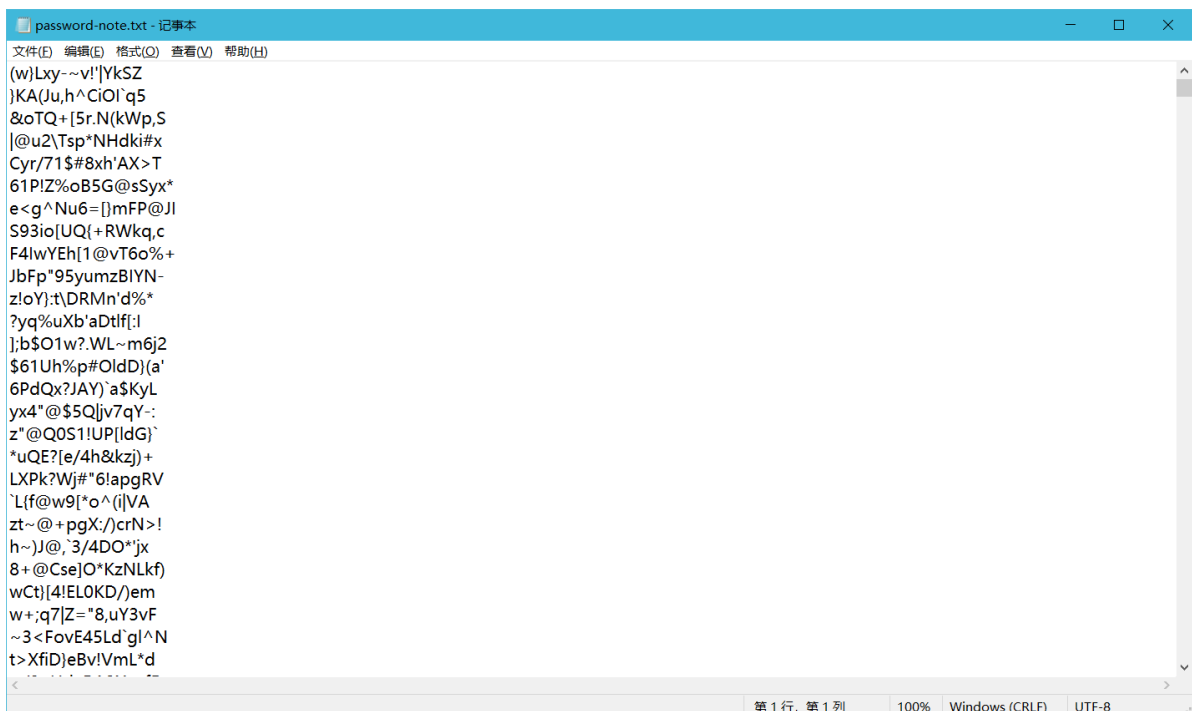 password-note.txt - 记事本
文件(F) 编辑(E) 格式(O) 查看(V) 帮助(H)
(w}Lxy-~v!'|YkSZ
}KA(Ju,h^CiOI`q5
&oTQ+[5r.N(kWp,S
|@u2\Tsp*NHdki#x
Cyr/71$#8xh'AX>T
61P!Z%oB5G@sSyx*
e<g^Nu6=[}mFP@JI
S93io[UQ{+RWkq,c
F4IwYEh[1@vT6o%+
JbFp"95yumzBIYN-
z!oY}:t\DRMn'd%*
?yq%uXb'aDtlf[:I
];b$O1w?.WL~m6j2
$61Uh%p#OldD}(a'
6PdQx?JAY)`a$KyL
yx4"@$5Q|jv7qY-:
z"@Q0S1!UP[ldG}`
*uQE?[e/4h&kzj)+
LXPk?Wj#"6!apgRV
`L{f@w9[*o^(i|VA
zt~@+pgX:/)crN>!
h~)J@,`3/4DO*'jx
8+@Cse]O*KzNLkf)
wCt}[4!EL0KD/)em
w+;q7|Z="8,uY3vF
~3<FovE45Ld`gl^N
t>XfiD}eBv!VmL*d
第 1 行, 第 1 列 100% Windows (CRLF) UTF-8